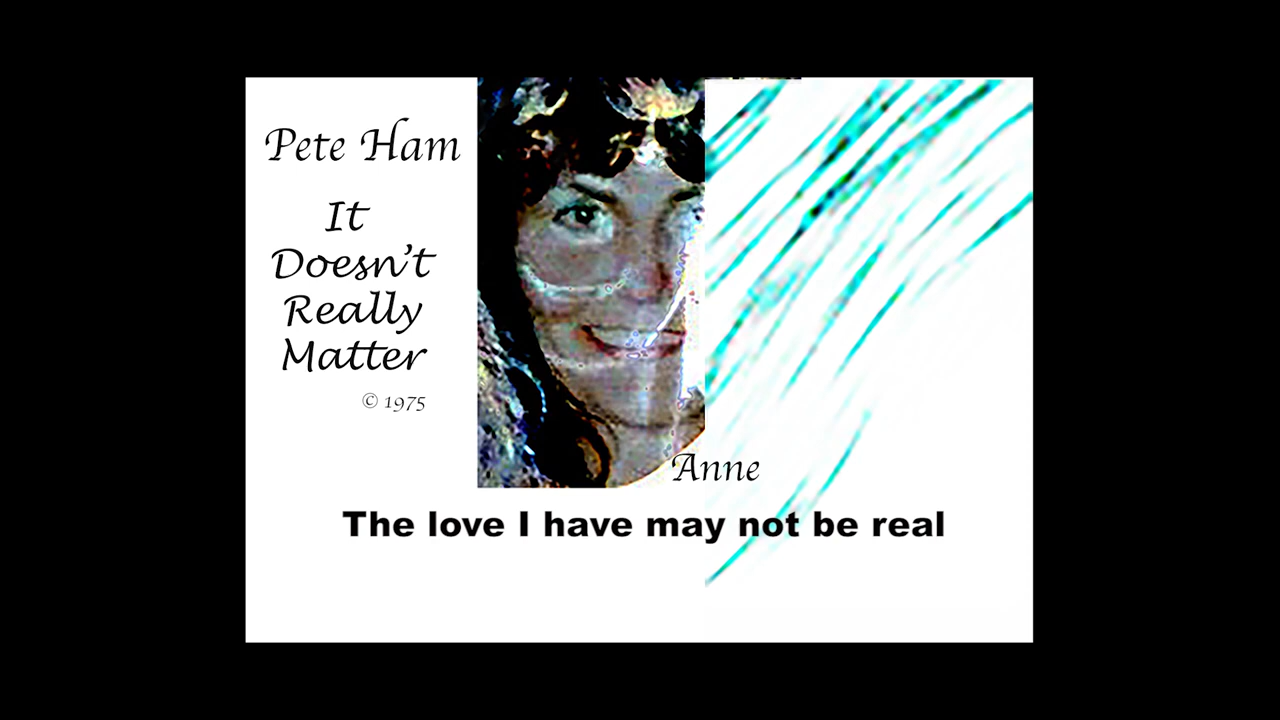 Pete Ham
It
Doesn't
Really
Matter
© 1975
Anne
The love I have may not be real